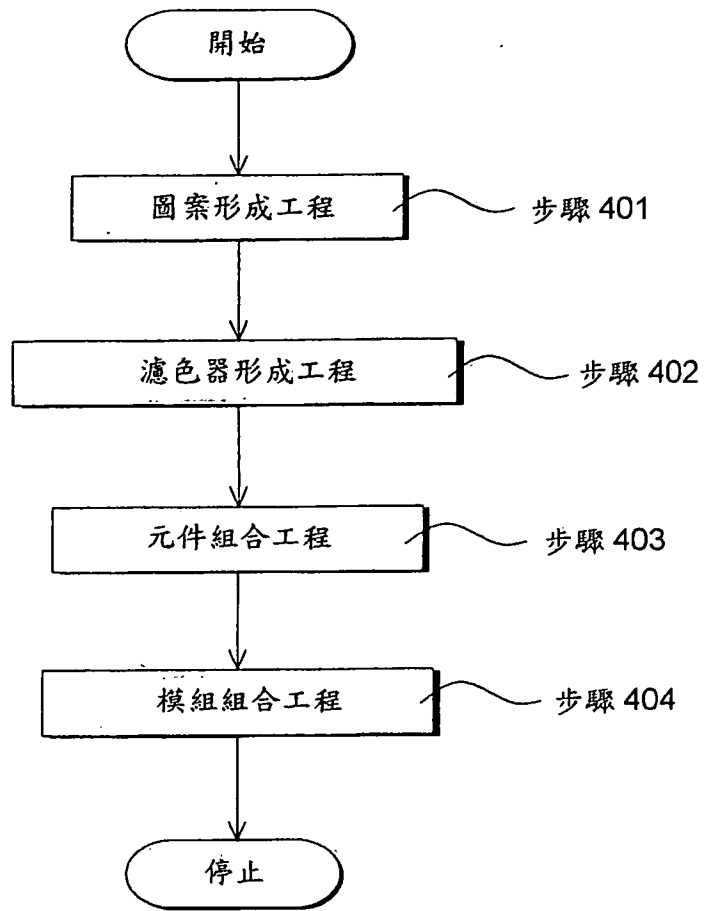 開始
圖案形成工程
步驟 401
濾色器形成工程
步驟 402
元件組合工程
步驟 403
模組組合工程
步驟 404
停止